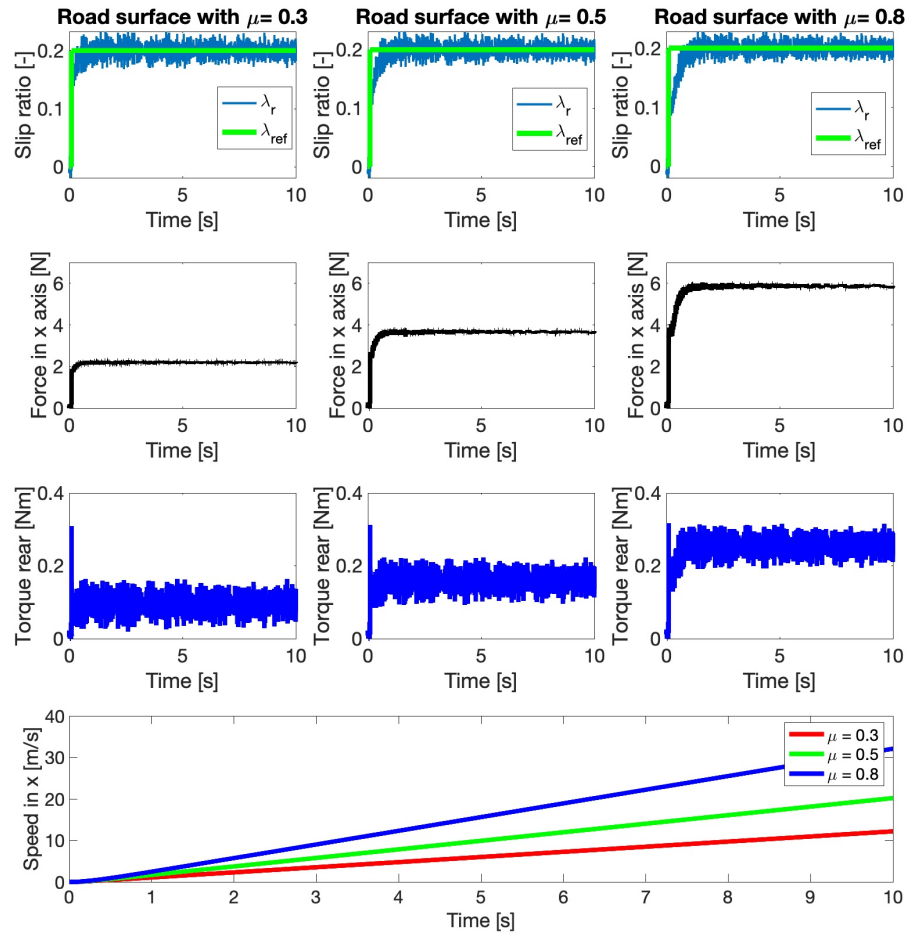 Road surface with μ= 0.3
Road surface with μ= 0.5
Road surface with μ= 0.8
Slip ratio [-]
0.2
0.1
0
λr
λref
0
5
10
Time [s]
Slip ratio [-]
0.2
0.1
0
λr
λref
0
5
10
Time [s]
Slip ratio [-]
0.2
0.1
0
λr
λref
0
5
10
Time [s]
Force in x axis [N]
6
4
2
0
0
5
10
Time [s]
Force in x axis [N]
6
4
2
0
0
5
10
Time [s]
Force in x axis [N]
6
4
2
0
0
5
10
Time [s]
Torque rear [Nm]
0.4
0.2
0
0
5
10
Time [s]
Torque rear [Nm]
0.4
0.2
0
0
5
10
Time [s]
Torque rear [Nm]
0.4
0.2
0
0
5
10
Time [s]
Speed in x [m/s]
40
30
20
10
0
μ = 0.3
μ = 0.5
μ = 0.8
0 1 2 3 4 5 6 7 8 9 10
Time [s]